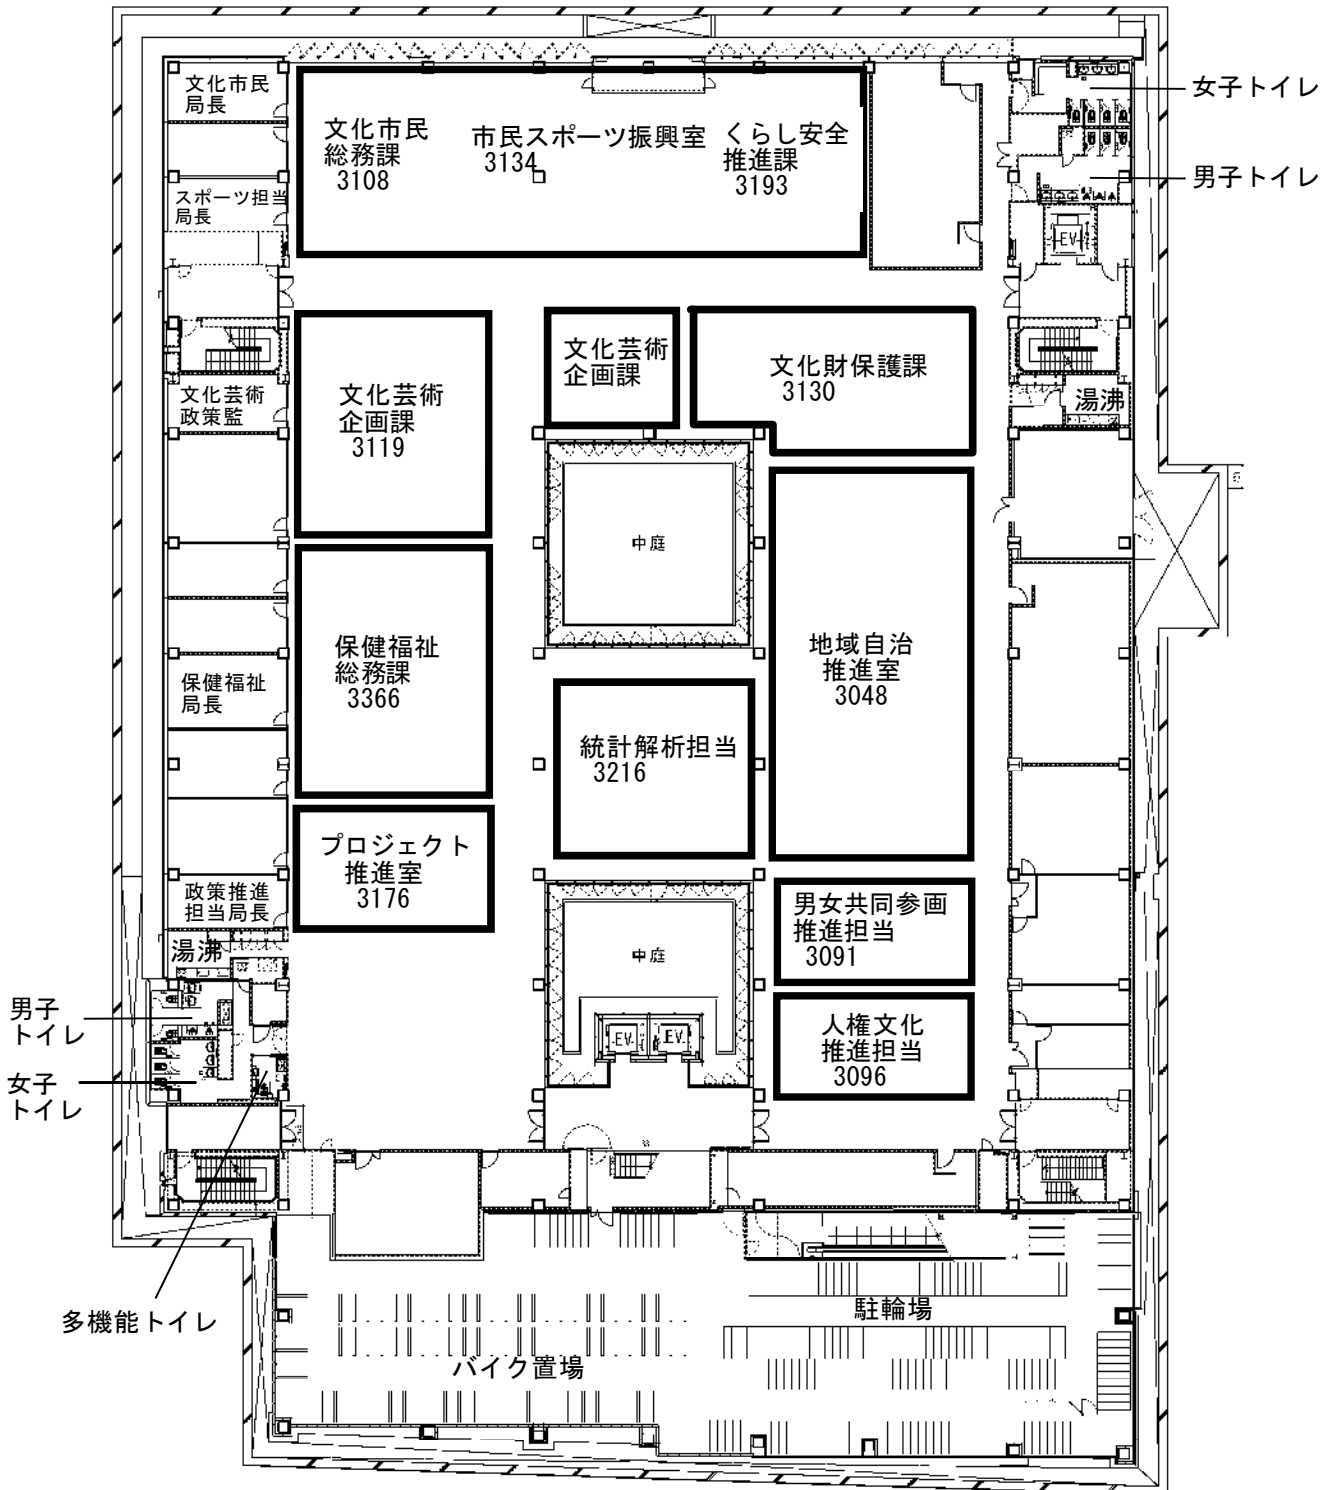 文化市民
局長
文化市民
総務課
3108
市民スポーツ振興室
3134
くらし安全
推進課
3193
女子トイレ
男子トイレ
スポーツ担当
局長
EV
文化芸術
企画課
3119
文化芸術
企画課
文化財保護課
3130
文化芸術
政策監
湯沸
中庭
保健福祉
総務課
3366
地域自治
推進室
3048
保健福祉
局長
統計解析担当
3216
プロジェクト
推進室
3176
政策推進
担当局長
男女共同参画
推進担当
3091
湯沸
中庭
男子
トイレ
EV
EV
人権文化
推進担当
3096
女子
トイレ
多機能トイレ
駐輪場
バイク置場